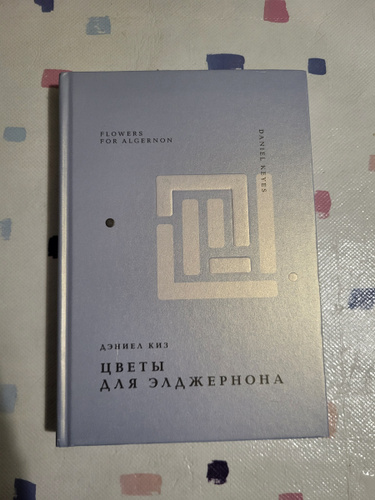 FLOWERS
FOR ALGERNON
DANIEL KEYES
ДЭНИЕЛ КИЗ
ЦВЕТЫ
ДЛЯ ЭЛДЖЕРНОНА